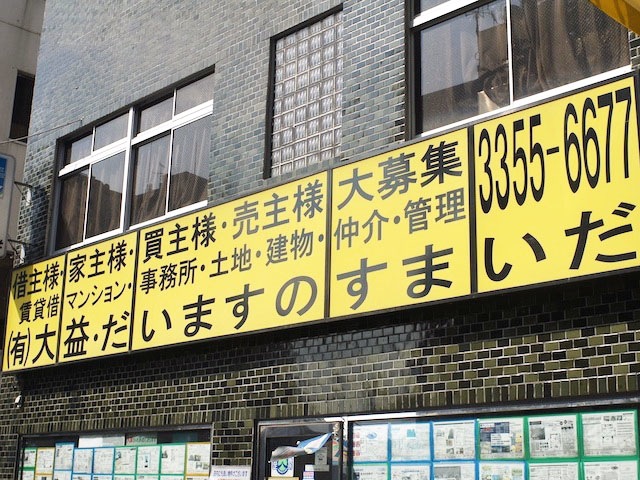 借主様・家主様・買主様・売主様 大募集 3355-6677
賃貸借 マンション・事務所・土地・建物・仲介・管理
(有)大益・だいますのすまいだ